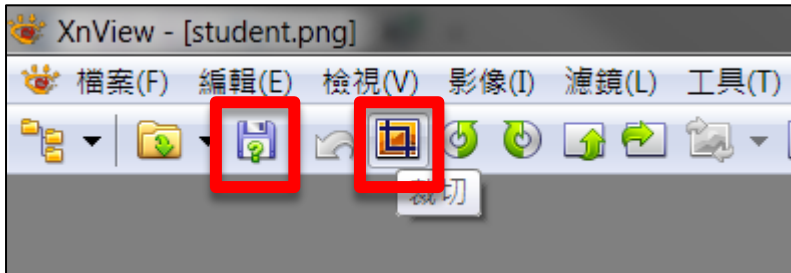 XnView - [student.png]
檔案(F) 編輯(E) 檢視(V) 影像(I) 濾鏡(L) 工具(T)
裁切